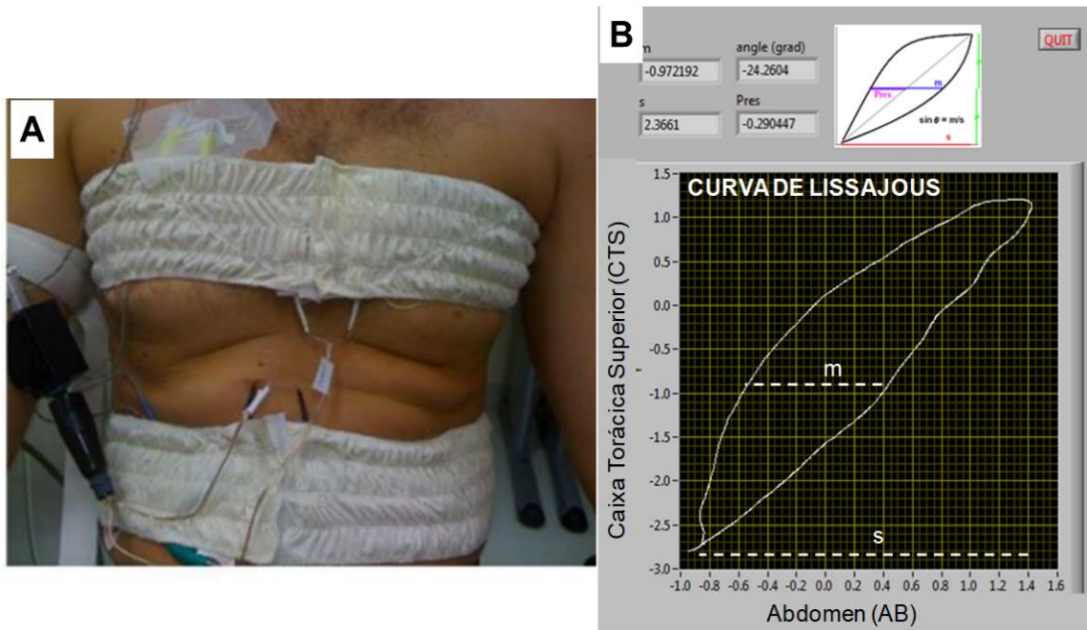 A
B
m
-0.972192
angle (grad)
-24.2604
s
2.3661
Pres
-0.290447
Pres
m
sin θ = m/s
s
QUIT
CURVA DE LISSAJOUS
Caixa Torácica Superior (CTS)
1.5
1.0
0.5
0.0
-0.5
-1.0
-1.5
-2.0
-2.5
-3.0
m
s
-1.0 -0.8 -0.6 -0.4 -0.2 0.0 0.2 0.4 0.6 0.8 1.0 1.2 1.4 1.6
Abdomen (AB)